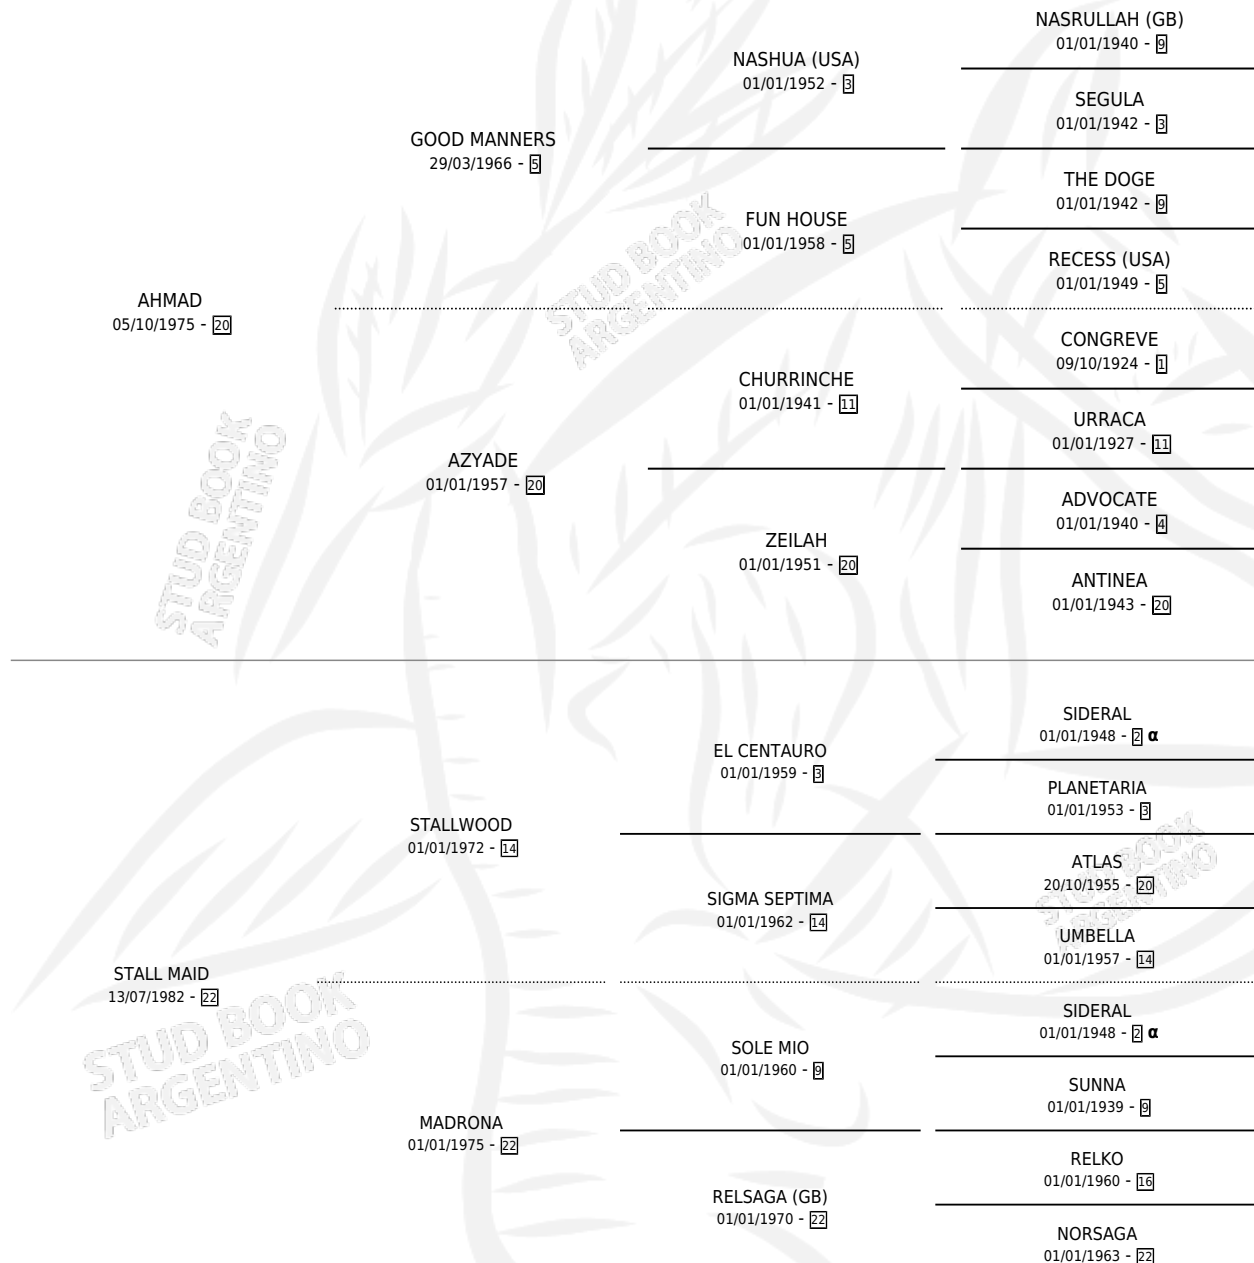 NASRULLAH (GB)
01/01/1940 - 9
NASHUA (USA)
01/01/1952 - 3
SEGULA
01/01/1942 - 3
GOOD MANNERS
29/03/1966 - 5
THE DOGE
01/01/1942 - 9
FUN HOUSE
01/01/1958 - 5
RECESS (USA)
01/01/1949 - 5
STUD BOOK
ARGENTINO
AHMAD
05/10/1975 - 20
CONGREVE
09/10/1924 - 1
CHURRINCHE
01/01/1941 - 11
URRACA
01/01/1927 - 11
AZYADE
01/01/1957 - 20
ADVOCATE
01/01/1940 - 4
ZEILAH
01/01/1951 - 20
ANTINEA
01/01/1943 - 20
STUD BOOK
ARGENTINO
SIDERAL
01/01/1948 - 2 α
EL CENTAURO
01/01/1959 - 3
PLANETARIA
01/01/1953 - 3
STALLWOOD
01/01/1972 - 14
ATLAS
20/10/1955 - 20
SIGMA SEPTIMA
01/01/1962 - 14
UMBELLA
01/01/1957 - 14
STUD BOOK
ARGENTINO
STALL MAID
13/07/1982 - 22
SIDERAL
01/01/1948 - 2 α
SOLE MIO
01/01/1960 - 9
SUNNA
01/01/1939 - 9
MADRONA
01/01/1975 - 22
RELKO
01/01/1960 - 16
RELSAGA (GB)
01/01/1970 - 22
NORSAGA
01/01/1963 - 22
STUD BOOK
ARGENTINO